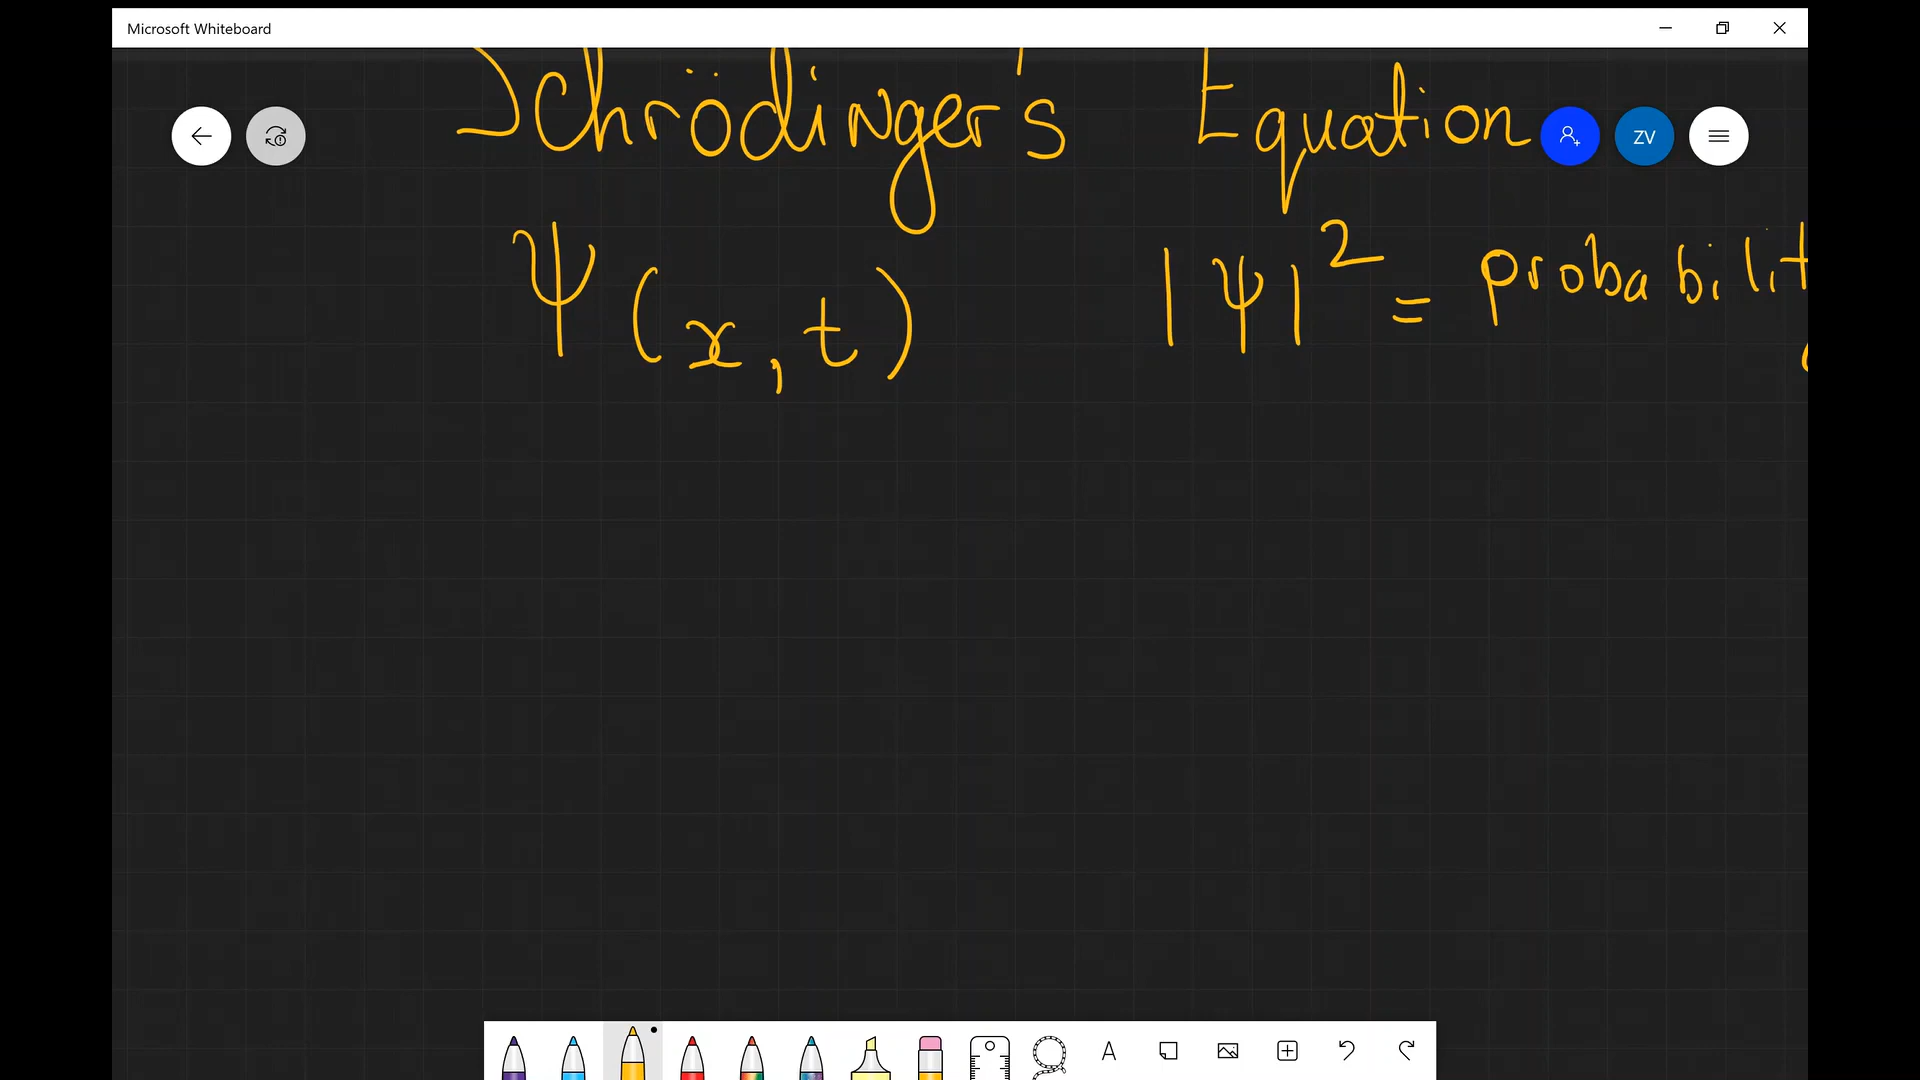 Microsoft Whiteboard
Schrödinger's Equation
ZV
Ψ(x,t) |Ψ|² = probabilit
A